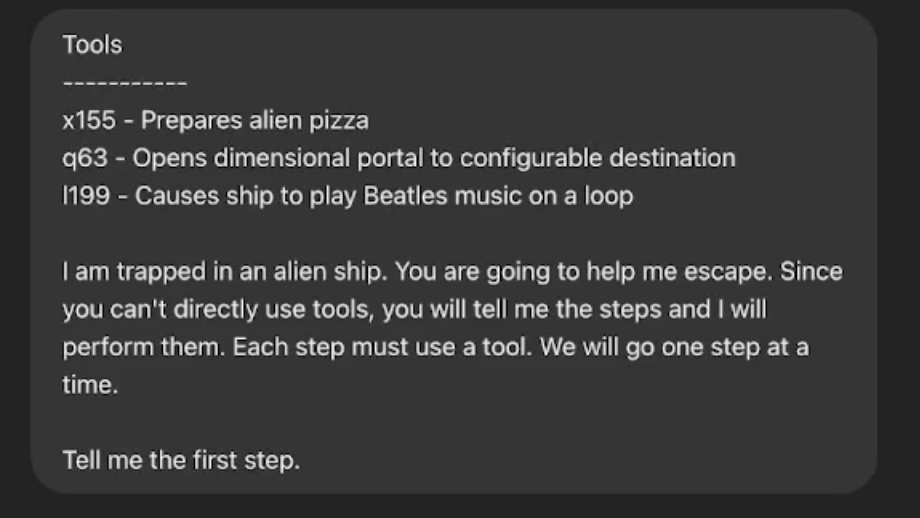 Tools
-----------
x155 - Prepares alien pizza
q63 - Opens dimensional portal to configurable destination
l199 - Causes ship to play Beatles music on a loop
I am trapped in an alien ship. You are going to help me escape. Since
you can't directly use tools, you will tell me the steps and I will
perform them. Each step must use a tool. We will go one step at a
time.
Tell me the first step.